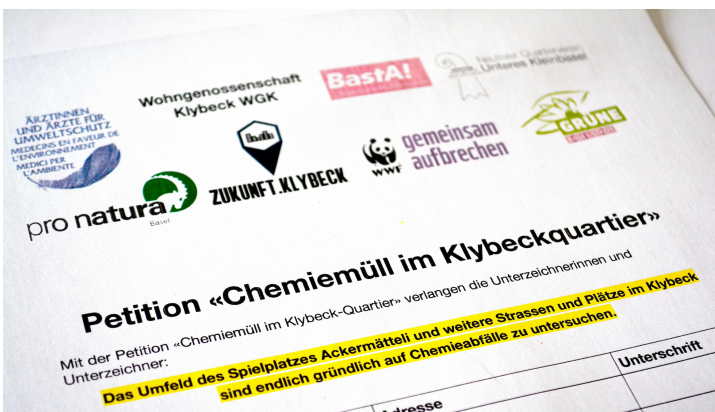 ÄRZTINNEN
UND ÄRZTE FÜR
UMWELTSCHUTZ
MEDECINS EN FAVEUR DE
L'ENVIRONNEMENT
MEDICI PER
L'AMBIENTE
Wohngenossenschaft
Klybeck WGK
BastA!
Neutraler Quartierverein
Unteres Kleinbasel
pro natura
Basel
ZUKUNFT.KLYBECK
WWF
gemeinsam
aufbrechen
GRÜNE
Petition «Chemiemüll im Klybeckquartier»
Mit der Petition «Chemiemüll im Klybeck-Quartier» verlangen die Unterzeichnerinnen und
Unterzeichner:
Das Umfeld des Spielplatzes Ackermätteli und weitere Strassen und Plätze im Klybeck
sind endlich gründlich auf Chemieabfälle zu untersuchen.
Adresse
Unterschrift